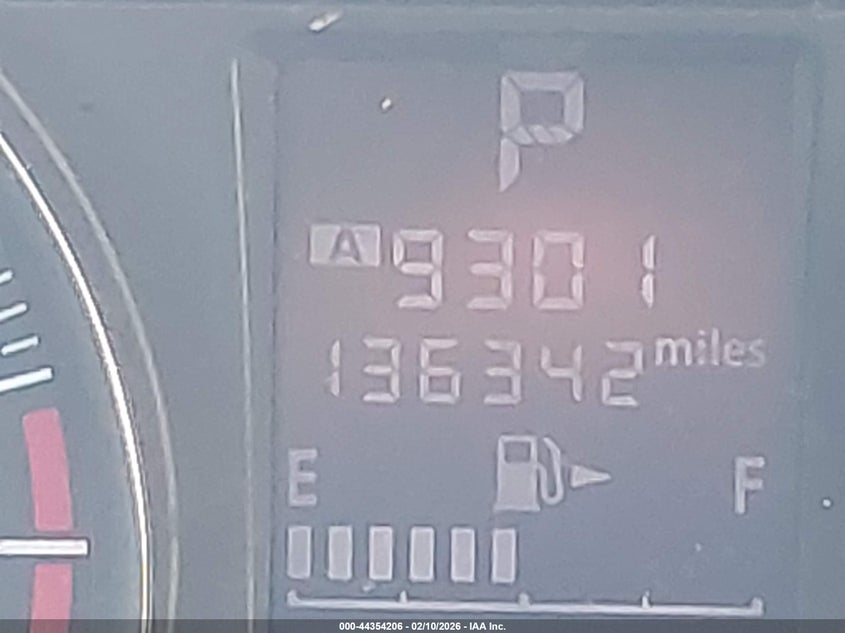 P
A 9301
136342 miles
E F
000-44354206 - 02/10/2026 - IAA Inc.